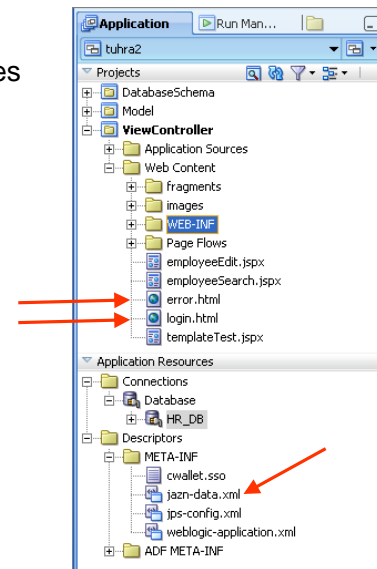 Application Run Man...
es
tuhra2
Projects
DatabaseSchema
Model
ViewController
Application Sources
Web Content
fragments
images
WEB-INF
Page Flows
employeeEdit.jspx
employeeSearch.jspx
error.html
login.html
templateTest.jspx
Application Resources
Connections
Database
HR_DB
Descriptors
META-INF
cwallet.sso
jazn-data.xml
jps-config.xml
weblogic-application.xml
ADF META-INF